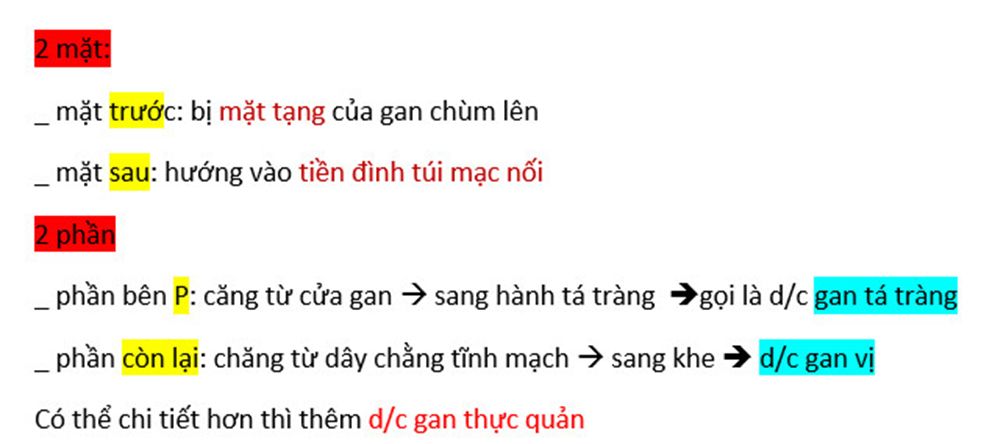 2 mặt:
_ mặt trước: bị mặt tạng của gan chùm lên
_ mặt sau: hướng vào tiền đình túi mạc nối
2 phần
_ phần bên P: căng từ cửa gan → sang hành tá tràng ➔gọi là d/c gan tá tràng
_ phần còn lại: chăng từ dây chằng tĩnh mạch → sang khe ➔ d/c gan vị
Có thể chi tiết hơn thì thêm d/c gan thực quản